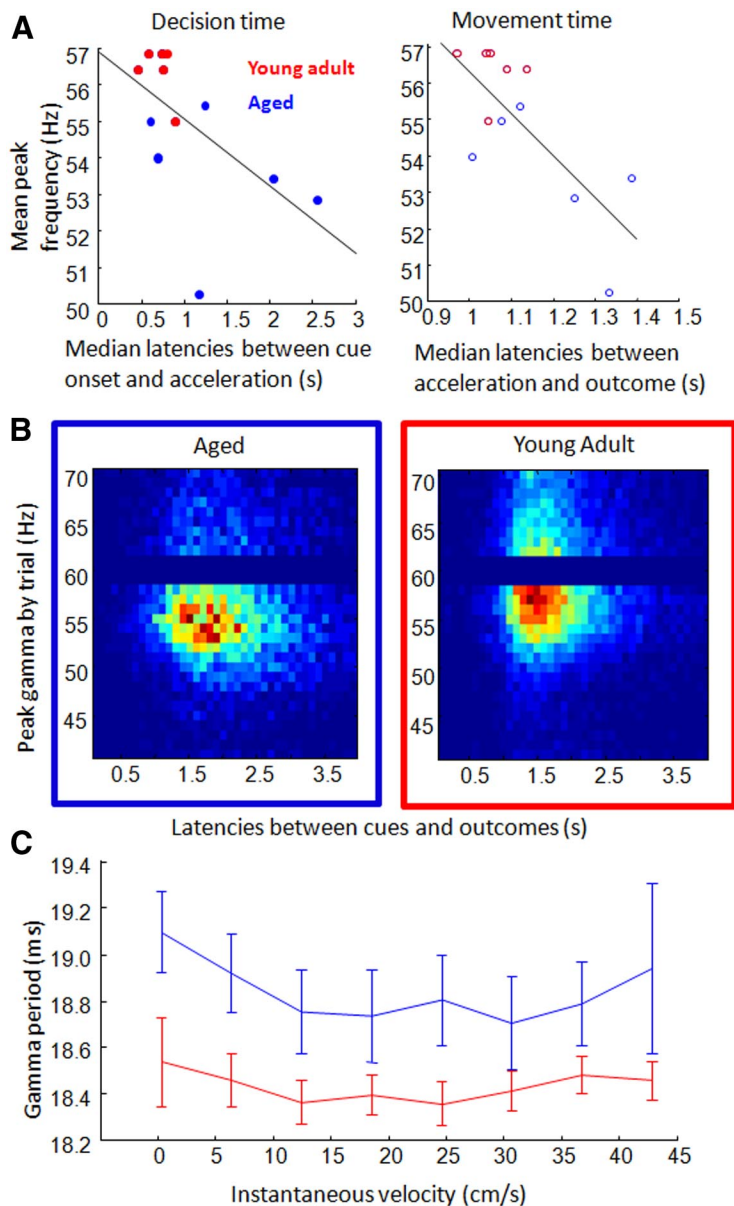 A
Decision time
Movement time
Young adult
Aged
Mean peak
frequency (Hz)
57
56
55
54
53
52
51
50
0 0.5 1 1.5 2 2.5 3
Median latencies between cue
onset and acceleration (s)
57
56
55
54
53
52
51
50
0.9 1 1.1 1.2 1.3 1.4 1.5
Median latencies between
acceleration and outcome (s)
B
Aged
Young Adult
Peak gamma by trial (Hz)
70
65
60
55
50
45
0.5 1.5 2.5 3.5
70
65
60
55
50
45
0.5 1.5 2.5 3.5
Latencies between cues and outcomes (s)
C
Gamma period (ms)
19.4
19.2
19.0
18.8
18.6
18.4
18.2
0 5 10 15 20 25 30 35 40 45
Instantaneous velocity (cm/s)